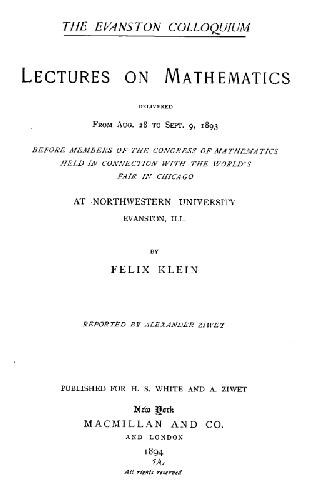 THE EVANSTON COLLOQUIUM
LECTURES ON MATHEMATICS
DELIVERED
FROM AUG. 28 TO SEPT. 9, 1893
BEFORE MEMBERS OF THE CONGRESS OF MATHEMATICS
HELD IN CONNECTION WITH THE WORLD'S
FAIR IN CHICAGO
AT NORTHWESTERN UNIVERSITY
EVANSTON, ILL.
BY
FELIX KLEIN
REPORTED BY ALEXANDER ZIWET
PUBLISHED FOR H. S. WHITE AND A. ZIWET
New York
MACMILLAN AND CO.
AND LONDON
1894
All rights reserved